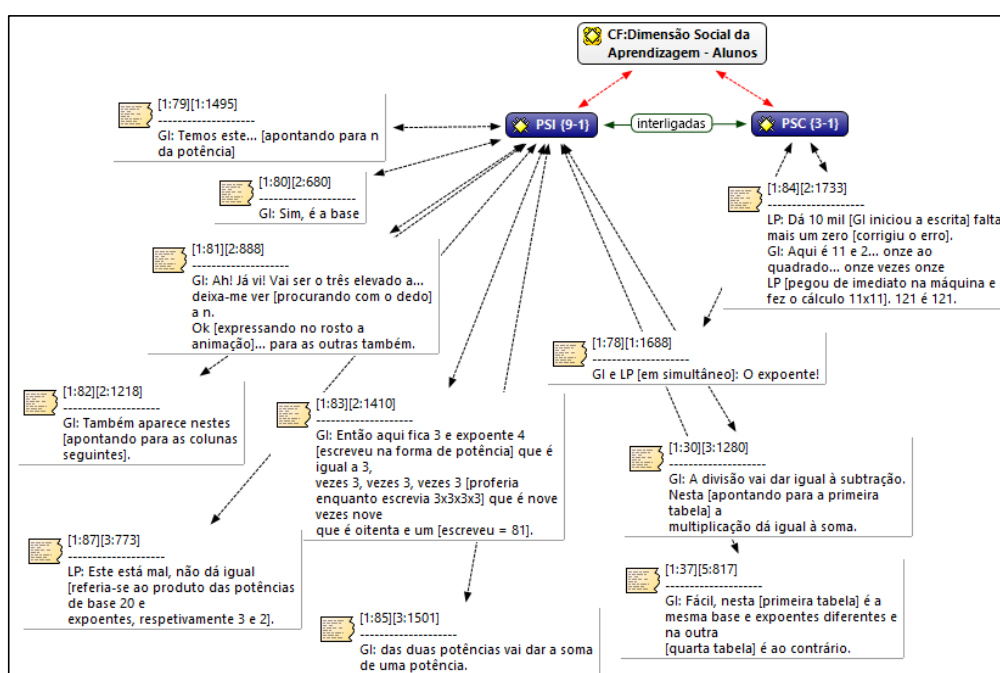 CF:Dimensão Social da
Aprendizagem - Alunos
PSI {9-1}
interligadas
PSC {3-1}
[1:79][1:1495]
--------------------
GI: Temos este... [apontando para n
da potência]
[1:80][2:680]
--------------------
GI: Sim, é a base
[1:84][2:1733]
--------------------
LP: Dá 10 mil [GI iniciou a escrita] falta
mais um zero [corrigiu o erro].
GI: Aqui é 11 e 2... onze ao
quadrado... onze vezes onze
LP [pegou de imediato na máquina e
fez o cálculo 11x11]. 121 é 121.
[1:81][2:888]
--------------------
GI: Ah! Já vi! Vai ser o três elevado a...
deixa-me ver [procurando com o dedo]
a n.
Ok [expressando no rosto a
animação]... para as outras também.
[1:78][1:1688]
--------------------
GI e LP [em simultâneo]: O expoente!
[1:82][2:1218]
--------------------
GI: Também aparece nestes
[apontando para as colunas
seguintes].
[1:83][2:1410]
--------------------
GI: Então aqui fica 3 e expoente 4
[escreveu na forma de potência] que é
igual a 3,
vezes 3, vezes 3, vezes 3 [proferia
enquanto escrevia 3x3x3x3] que é nove
vezes nove
que é oitenta e um [escreveu = 81].
[1:30][3:1280]
--------------------
GI: A divisão vai dar igual à subtração.
Nesta [apontando para a primeira
tabela] a
multiplicação dá igual à soma.
[1:87][3:773]
--------------------
LP: Este está mal, não dá igual
[referia-se ao produto das potências
de base 20 e
expoentes, respetivamente 3 e 2].
[1:37][5:817]
--------------------
GI: Fácil, nesta [primeira tabela] é a
mesma base e expoentes diferentes e
na outra
[quarta tabela] é ao contrário.
[1:85][3:1501]
--------------------
GI: das duas potências vai dar a soma
de uma potência.